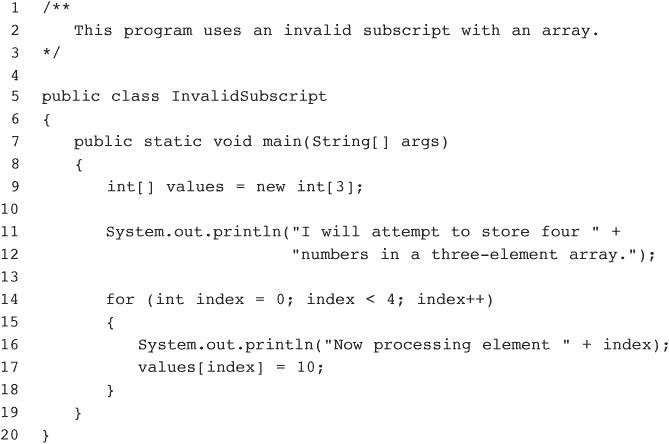 1 /**
2    This program uses an invalid subscript with an array.
3 */
4
5 public class InvalidSubscript
6 {
7    public static void main(String[] args)
8    {
9       int[] values = new int[3];
10
11       System.out.println("I will attempt to store four " +
12                          "numbers in a three-element array.");
13
14       for (int index = 0; index < 4; index++)
15       {
16          System.out.println("Now processing element " + index);
17          values[index] = 10;
18       }
19    }
20 }